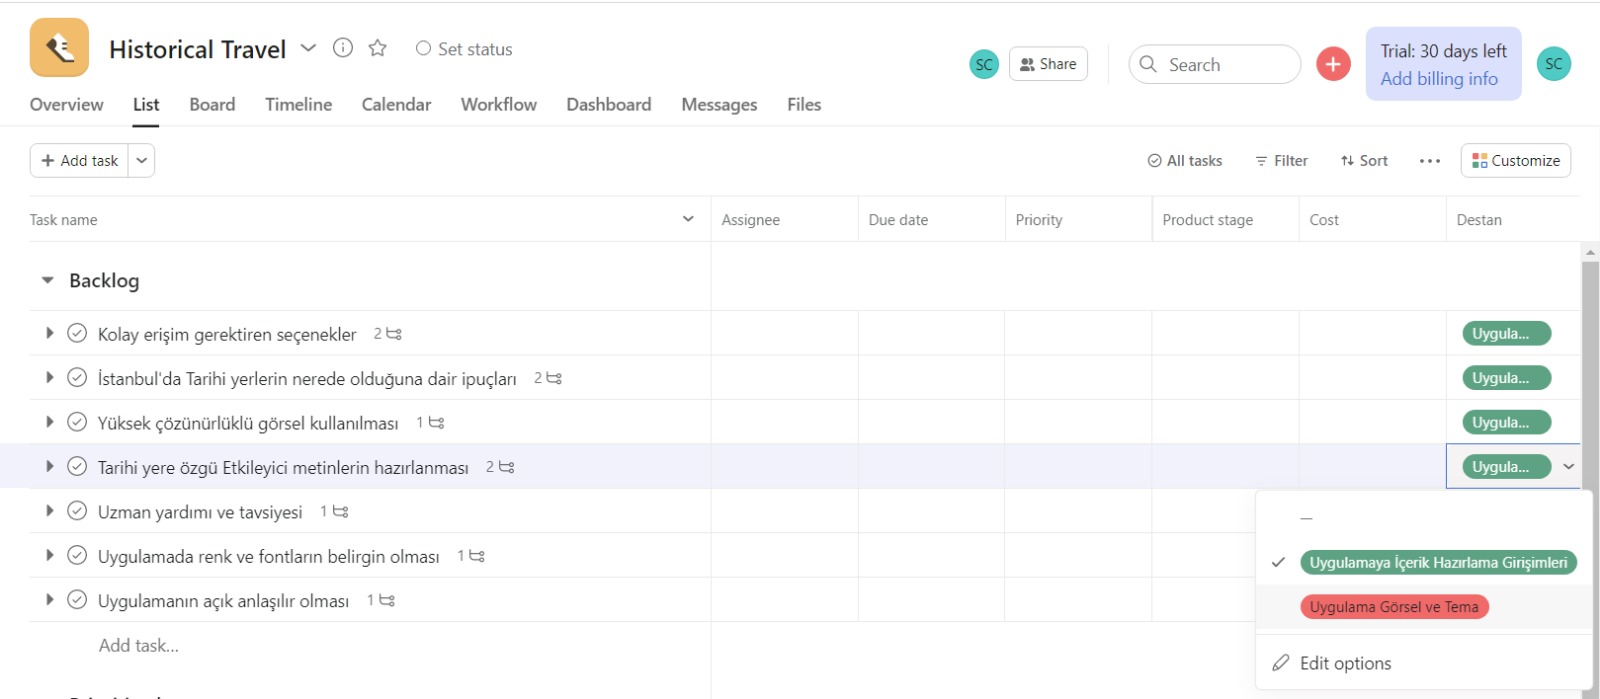 Historical Travel
Set status
SC
Share
Search
Trial: 30 days left
Add billing info
SC
Overview List Board Timeline Calendar Workflow Dashboard Messages Files
+ Add task
All tasks Filter Sort ... Customize
Task name Assignee Due date Priority Product stage Cost Destan
Backlog
Kolay erişim gerektiren seçenekler 2 Uygula...
İstanbul'da Tarihi yerlerin nerede olduğuna dair ipuçları 2 Uygula...
Yüksek çözünürlüklü görsel kullanılması 1 Uygula...
Tarihi yere özgü Etkileyici metinlerin hazırlanması 2 Uygula...
Uzman yardımı ve tavsiyesi 1
—
Uygulamada renk ve fontların belirgin olması 1
Uygulamaya İçerik Hazırlama Girişimleri
Uygulamanın açık anlaşılır olması 1
Uygulama Görsel ve Tema
Add task...
Edit options